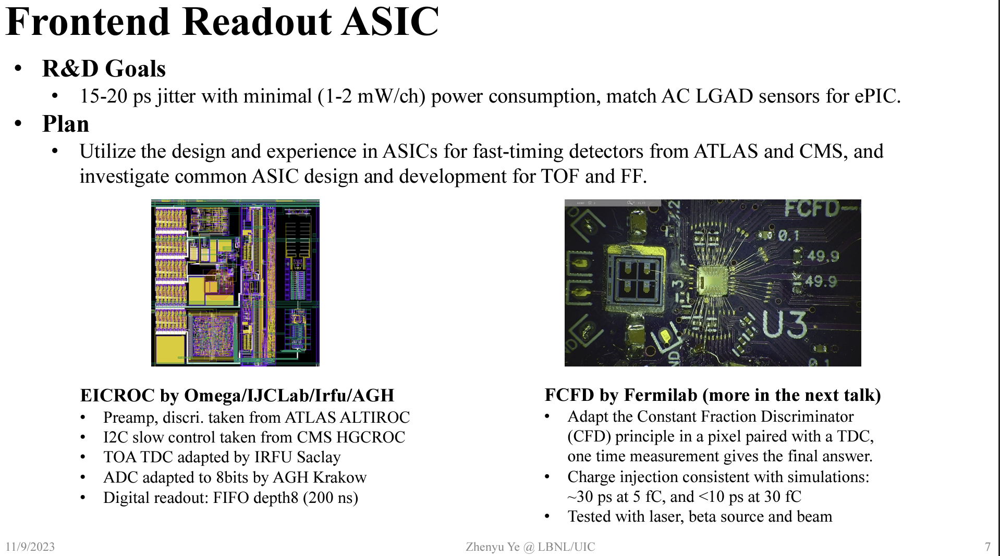 Frontend Readout ASIC
• R&D Goals
• 15-20 ps jitter with minimal (1-2 mW/ch) power consumption, match AC LGAD sensors for ePIC.
• Plan
• Utilize the design and experience in ASICs for fast-timing detectors from ATLAS and CMS, and
investigate common ASIC design and development for TOF and FF.
FCFD-
7.2
0.1
49.9
49.9
3
U3
0.1
EICROC by Omega/IJCLab/Irfu/AGH
• Preamp, discri. taken from ATLAS ALTIROC
• I2C slow control taken from CMS HGCROC
• TOA TDC adapted by IRFU Saclay
• ADC adapted to 8bits by AGH Krakow
• Digital readout: FIFO depth8 (200 ns)
FCFD by Fermilab (more in the next talk)
• Adapt the Constant Fraction Discriminator
(CFD) principle in a pixel paired with a TDC,
one time measurement gives the final answer.
• Charge injection consistent with simulations:
~30 ps at 5 fC, and <10 ps at 30 fC
• Tested with laser, beta source and beam
11/9/2023
Zhenyu Ye @ LBNL/UIC
7